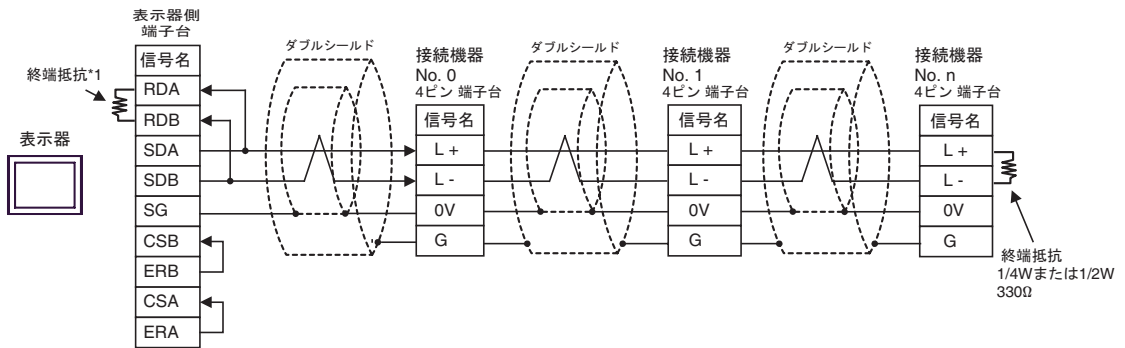 表示器側
端子台
信号名
RDA
RDB
SDA
SDB
SG
CSB
ERB
CSA
ERA
終端抵抗*1
表示器
ダブルシールド
接続機器
No. 0
4ピン 端子台
信号名
L +
L -
0V
G
ダブルシールド
接続機器
No. 1
4ピン 端子台
信号名
L +
L -
0V
G
ダブルシールド
接続機器
No. n
4ピン 端子台
信号名
L +
L -
0V
G
終端抵抗
1/4Wまたは1/2W
330Ω